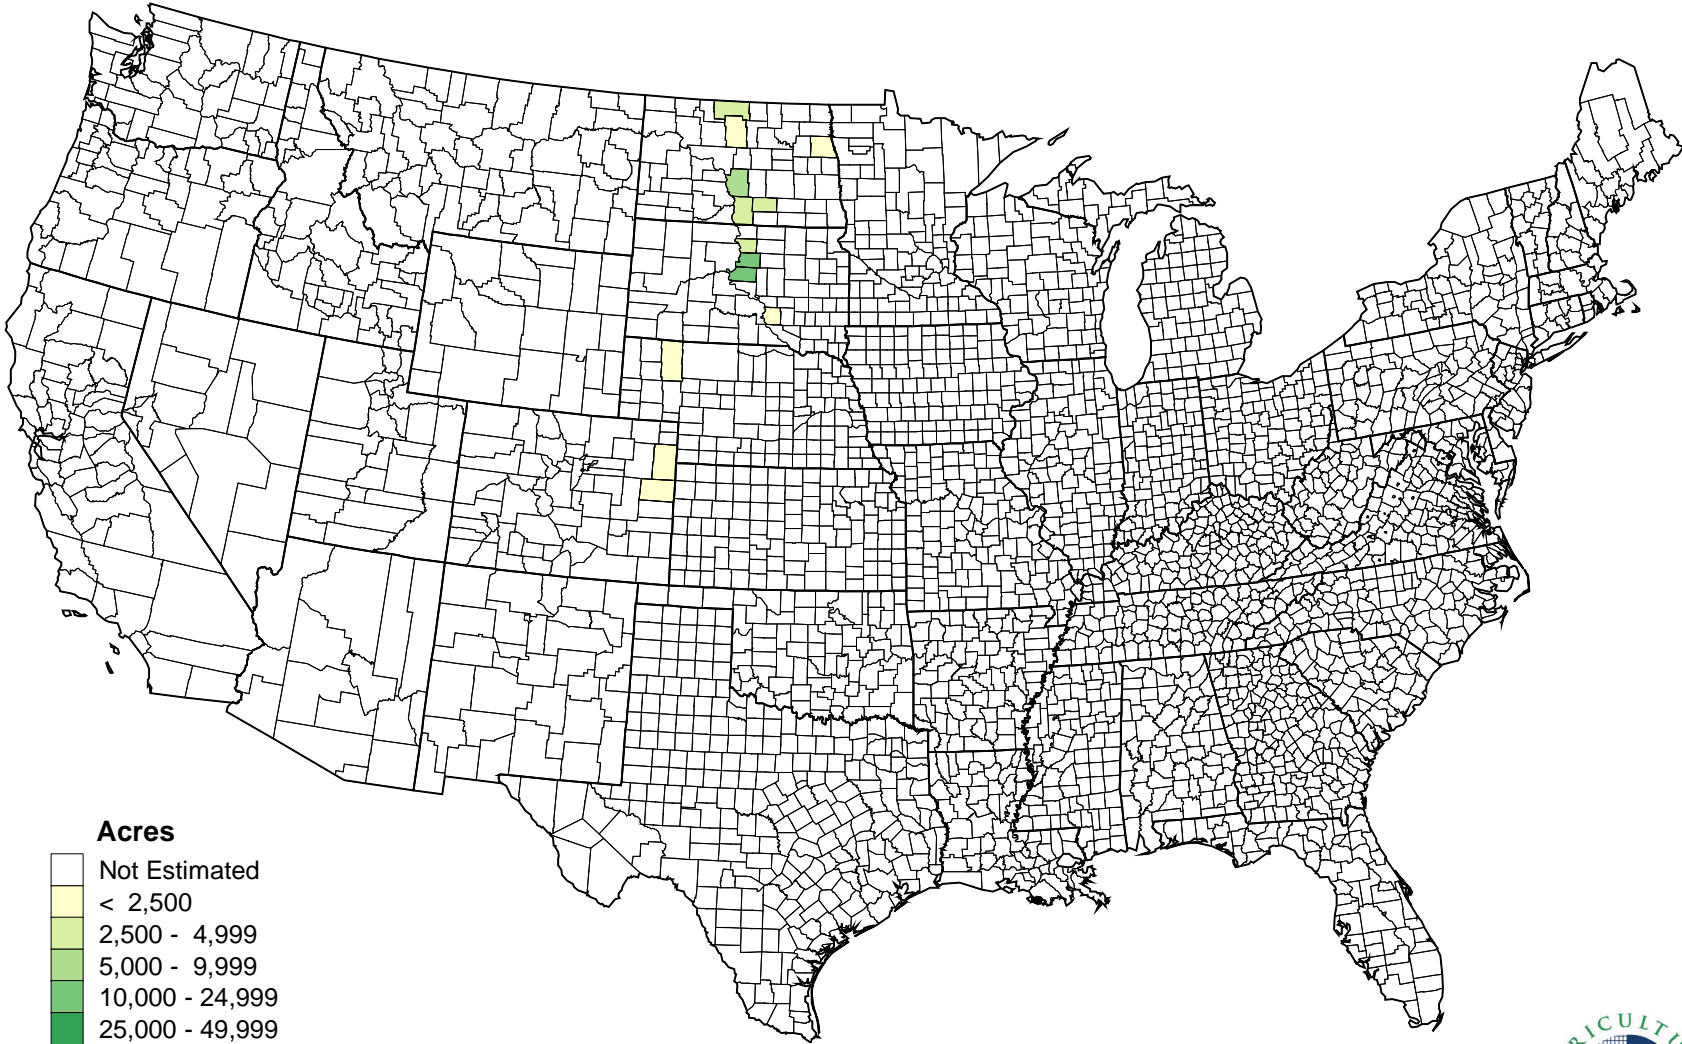 Acres
Not Estimated
< 2,500
2,500 - 4,999
5,000 - 9,999
10,000 - 24,999
25,000 - 49,999
RICULTU